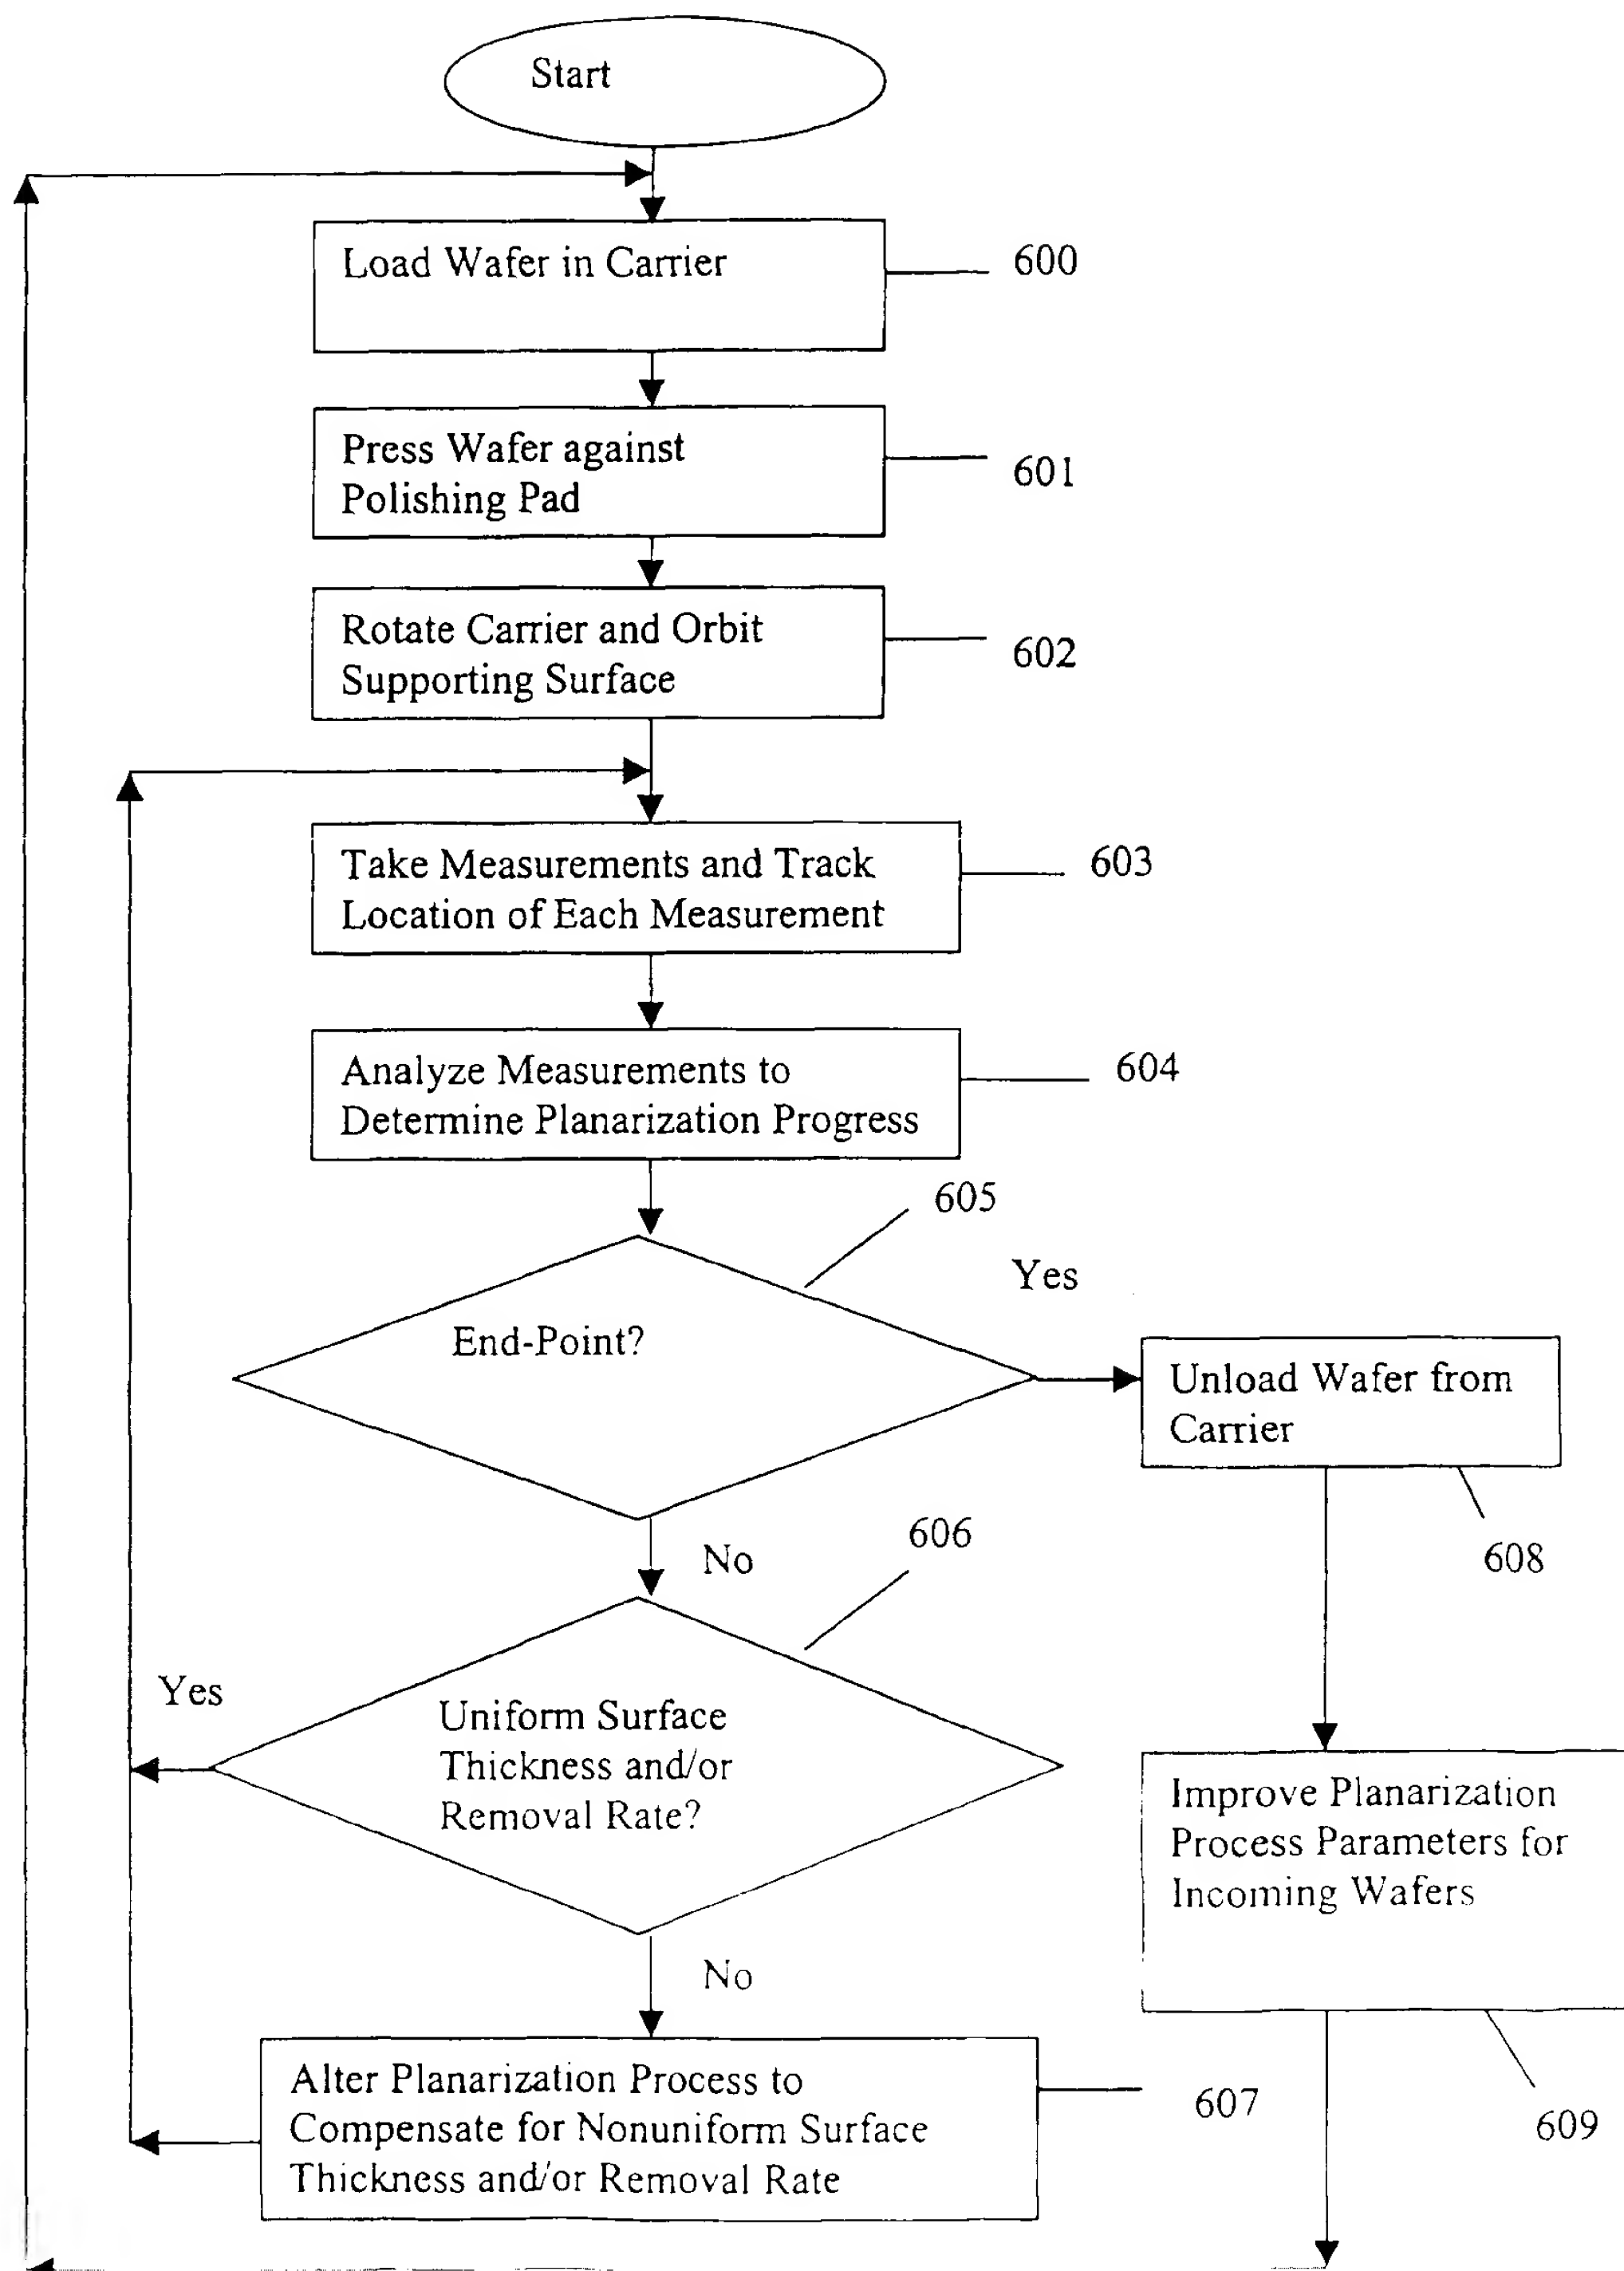 Start
Load Wafer in Carrier
600
Press Wafer against
Polishing Pad
601
Rotate Carrier and Orbit
Supporting Surface
602
Take Measurements and Track
Location of Each Measurement
603
Analyze Measurements to
Determine Planarization Progress
604
605
End-Point?
Yes
Unload Wafer from
Carrier
608
No
606
Uniform Surface
Thickness and/or
Removal Rate?
Yes
Improve Planarization
Process Parameters for
Incoming Wafers
609
No
Alter Planarization Process to
Compensate for Nonuniform Surface
Thickness and/or Removal Rate
607